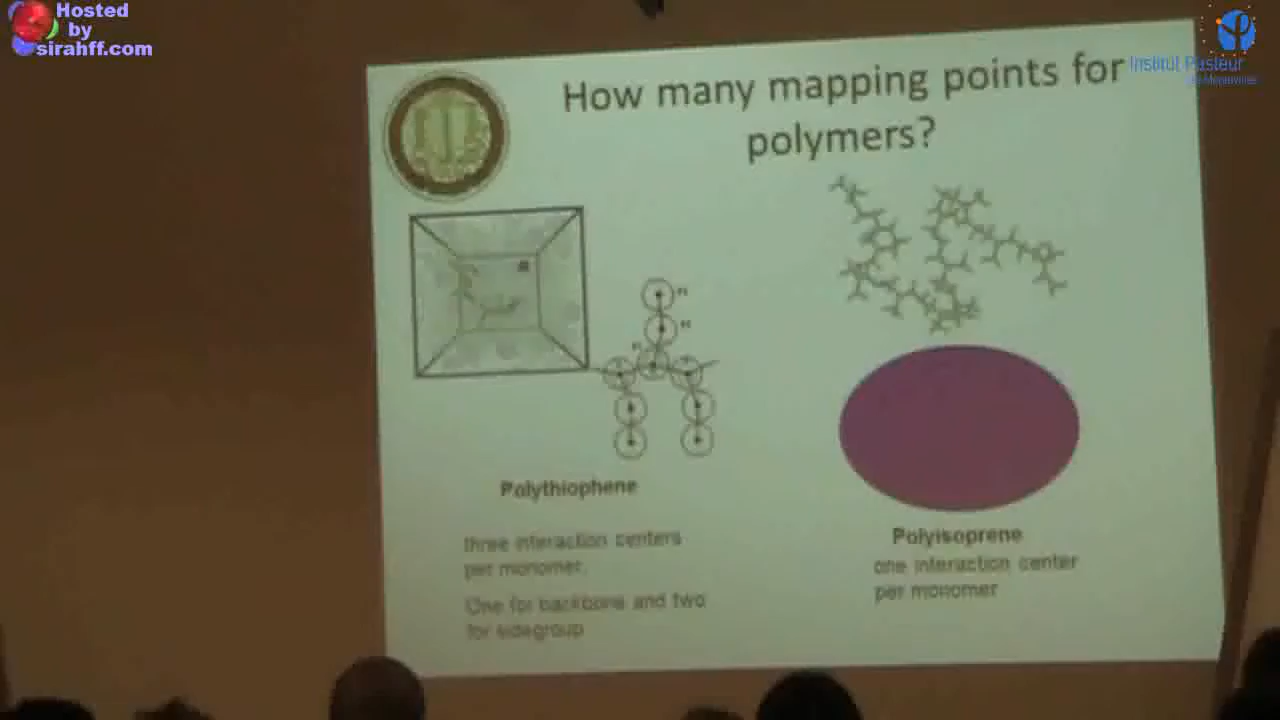 Hosted
by
sirahff.com
Institut Pasteur
How many mapping points for
polymers?
Polythiophene
three interaction centers
per monomer.
One for backbone and two
for sidegroup
Polyisoprene
one interaction center
per monomer